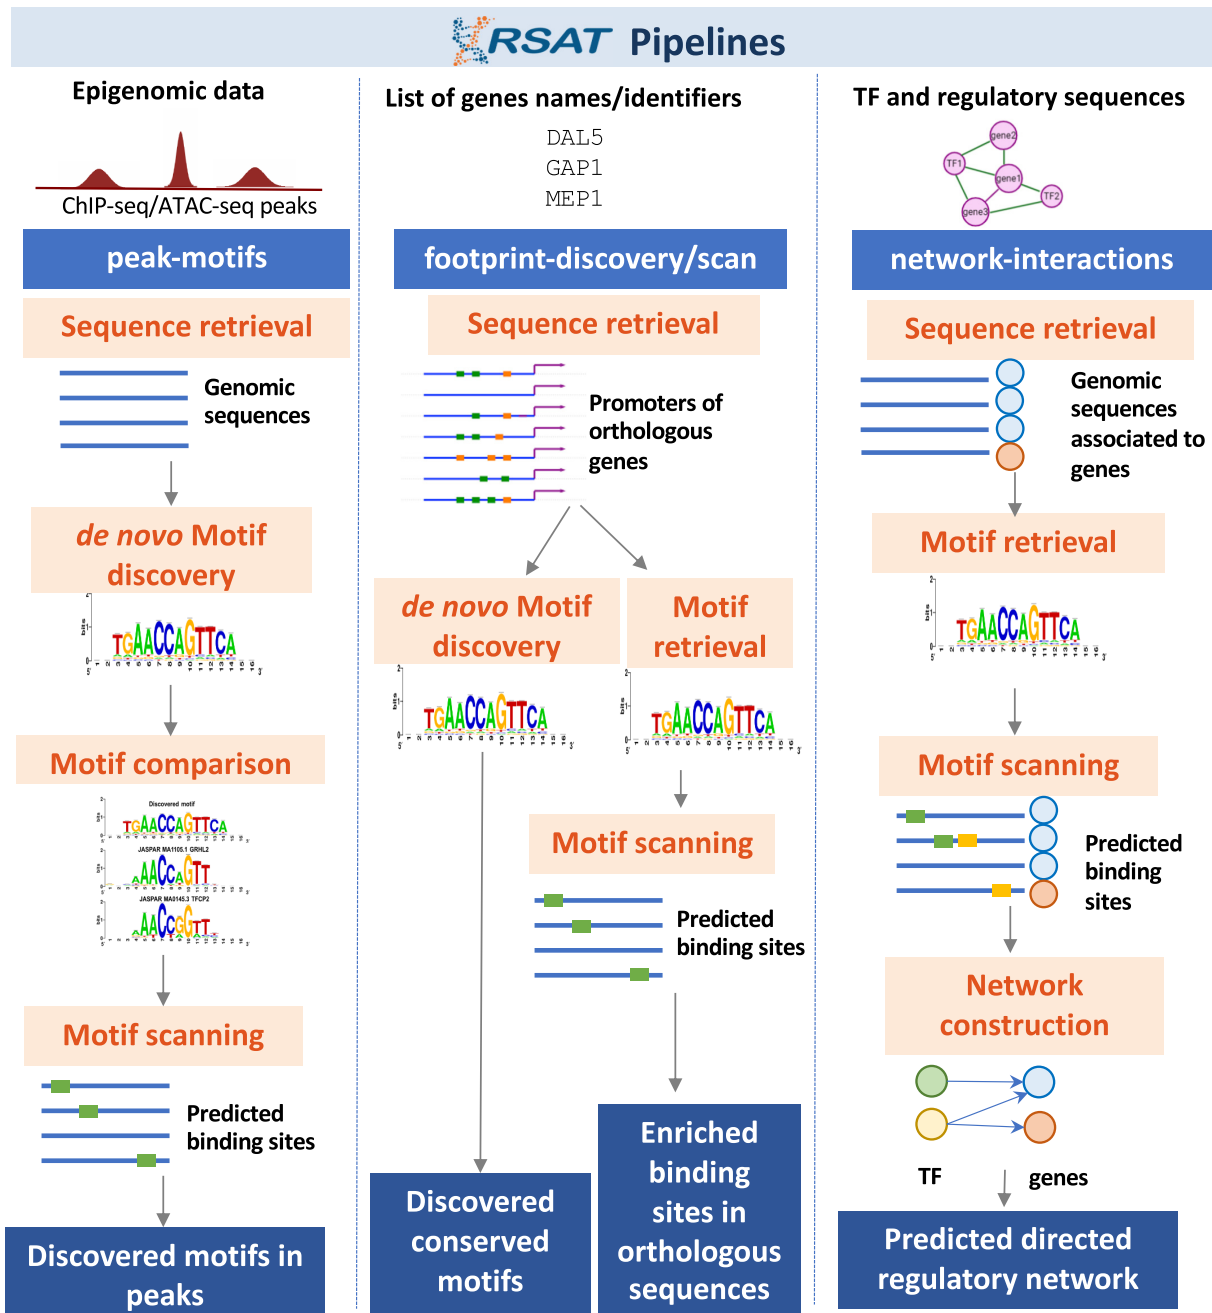 RSAT Pipelines
Epigenomic data
ChIP-seq/ATAC-seq peaks
peak-motifs
Sequence retrieval
Genomic
sequences
de novo Motif
discovery
bits
Motif comparison
Discovered motif
JASPAR MA1105.1 GRHL2
JASPAR MA0145.3 TFCP2
Motif scanning
Predicted
binding sites
Discovered motifs in
peaks
List of genes names/identifiers
DAL5
GAP1
MEP1
footprint-discovery/scan
Sequence retrieval
Promoters of
orthologous
genes
de novo Motif
discovery
Motif
retrieval
Motif scanning
Predicted
binding sites
Discovered
conserved
motifs
Enriched
binding
sites in
orthologous
sequences
TF and regulatory sequences
gene2
TF1
gene1
TF2
gene3
network-interactions
Sequence retrieval
Genomic
sequences
associated to
genes
Motif retrieval
Motif scanning
Predicted
binding
sites
Network
construction
TF genes
Predicted directed
regulatory network